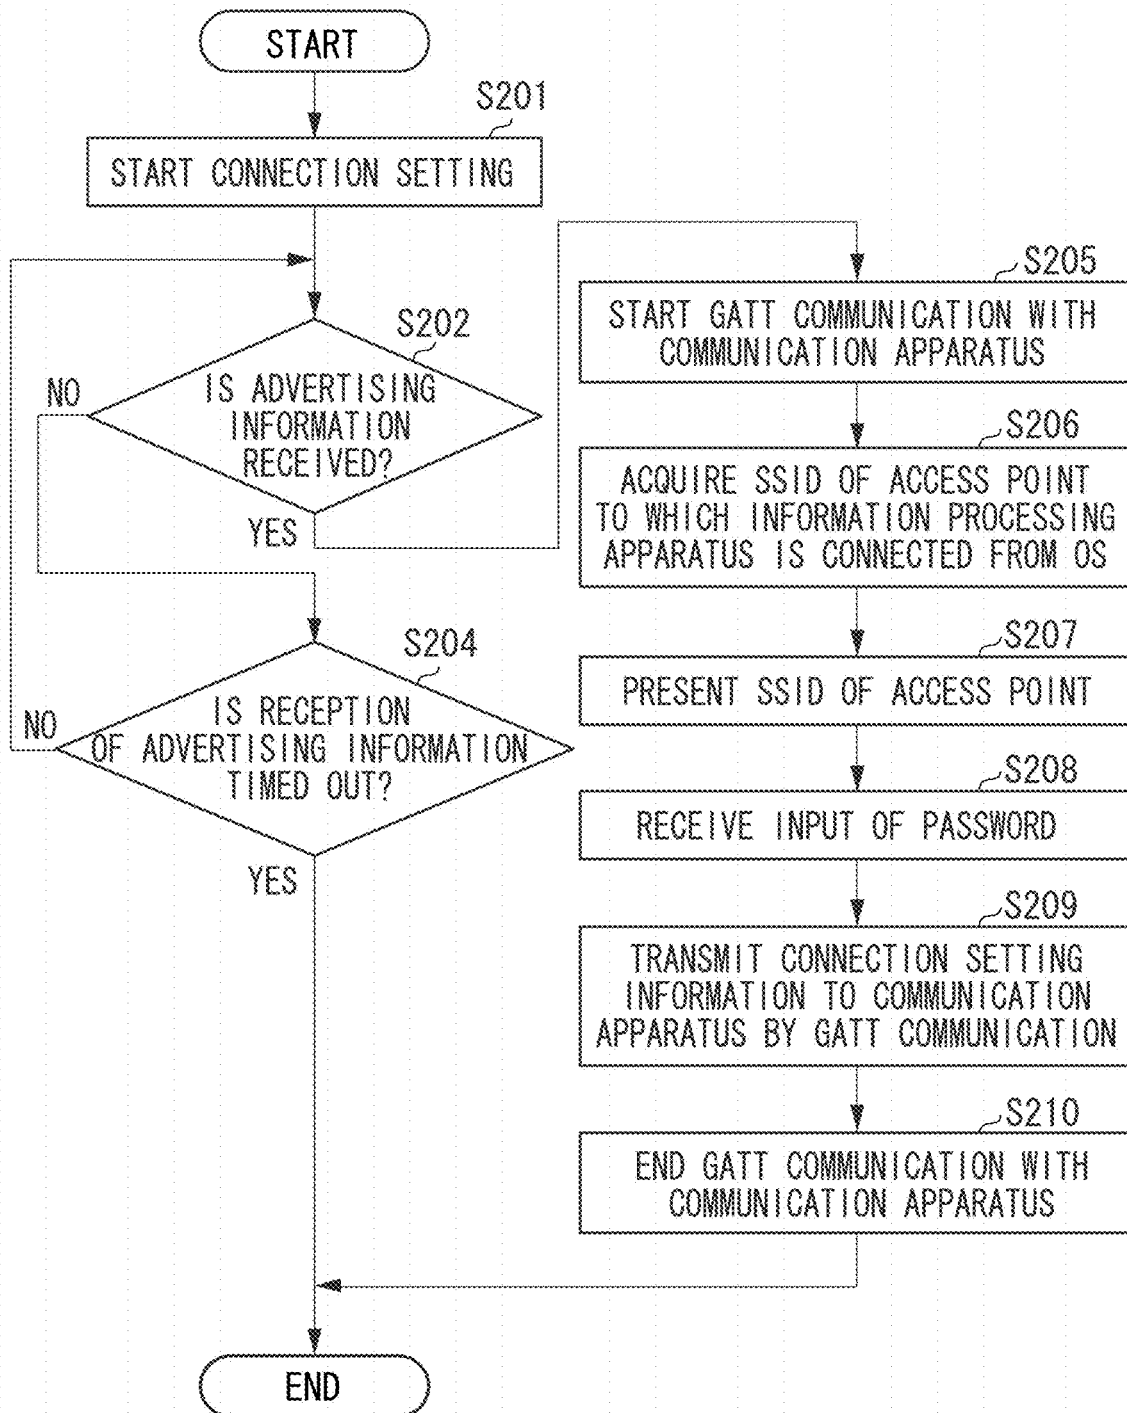 START
S201
START CONNECTION SETTING
S202
IS ADVERTISING
INFORMATION
RECEIVED?
NO
YES
S204
IS RECEPTION
OF ADVERTISING INFORMATION
TIMED OUT?
NO
YES
S205
START GATT COMMUNICATION WITH
COMMUNICATION APPARATUS
S206
ACQUIRE SSID OF ACCESS POINT
TO WHICH INFORMATION PROCESSING
APPARATUS IS CONNECTED FROM OS
S207
PRESENT SSID OF ACCESS POINT
S208
RECEIVE INPUT OF PASSWORD
S209
TRANSMIT CONNECTION SETTING
INFORMATION TO COMMUNICATION
APPARATUS BY GATT COMMUNICATION
S210
END GATT COMMUNICATION WITH
COMMUNICATION APPARATUS
END